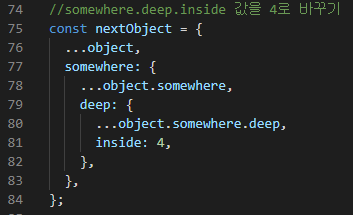 74 //somewhere.deep.inside 값을 4로 바꾸기
75 const nextObject = {
76   ...object,
77   somewhere: {
78     ...object.somewhere,
79     deep: {
80       ...object.somewhere.deep,
81       inside: 4,
82     },
83   },
84 };